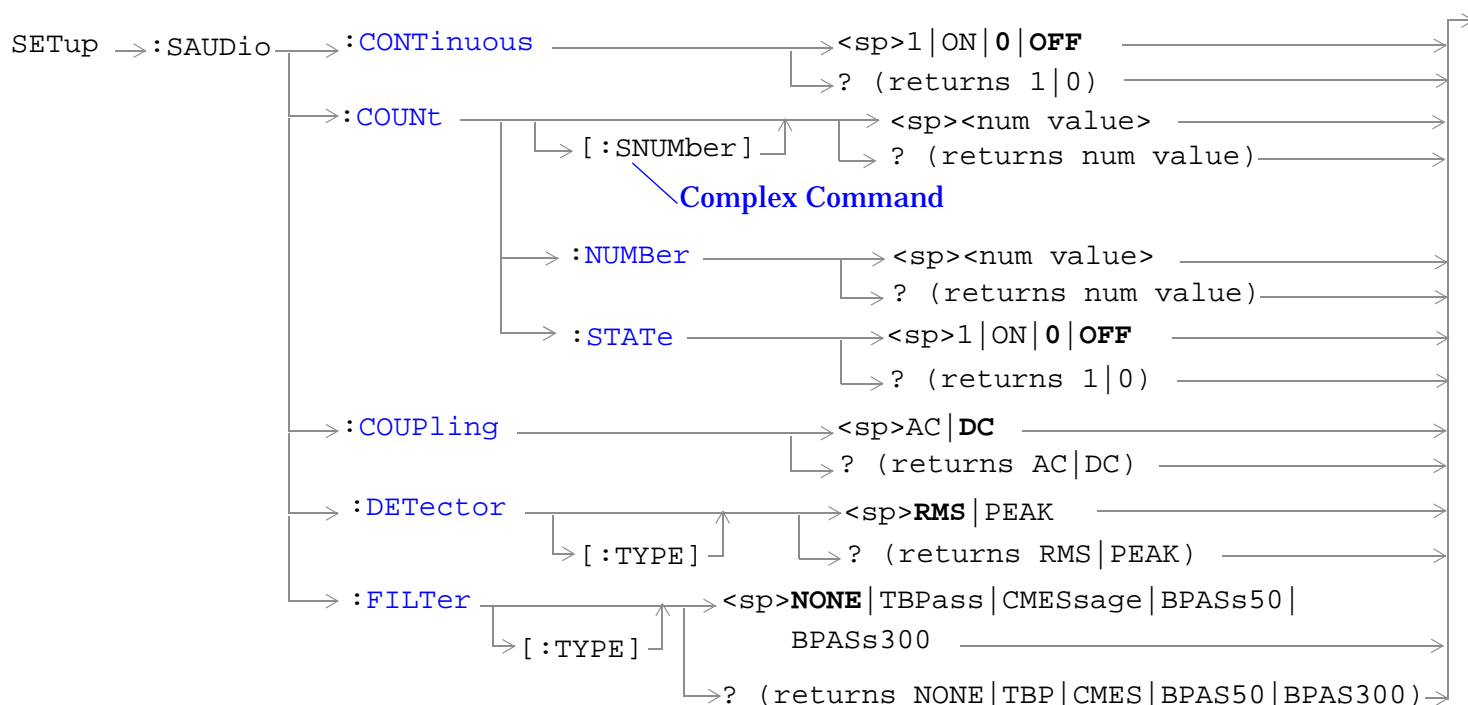 SETup :SAUDio :CONTinuous <sp>1|ON|0|OFF
? (returns 1|0)
:COUNt <sp><num value>
[:SNUMber] ? (returns num value)
Complex Command
:NUMBer <sp><num value>
? (returns num value)
:STATe <sp>1|ON|0|OFF
? (returns 1|0)
:COUPling <sp>AC|DC
? (returns AC|DC)
:DETector <sp>RMS|PEAK
[:TYPE] ? (returns RMS|PEAK)
:FILTer <sp>NONE|TBPass|CMESsage|BPASs50|
[:TYPE] BPASs300
? (returns NONE|TBP|CMES|BPAS50|BPAS300)